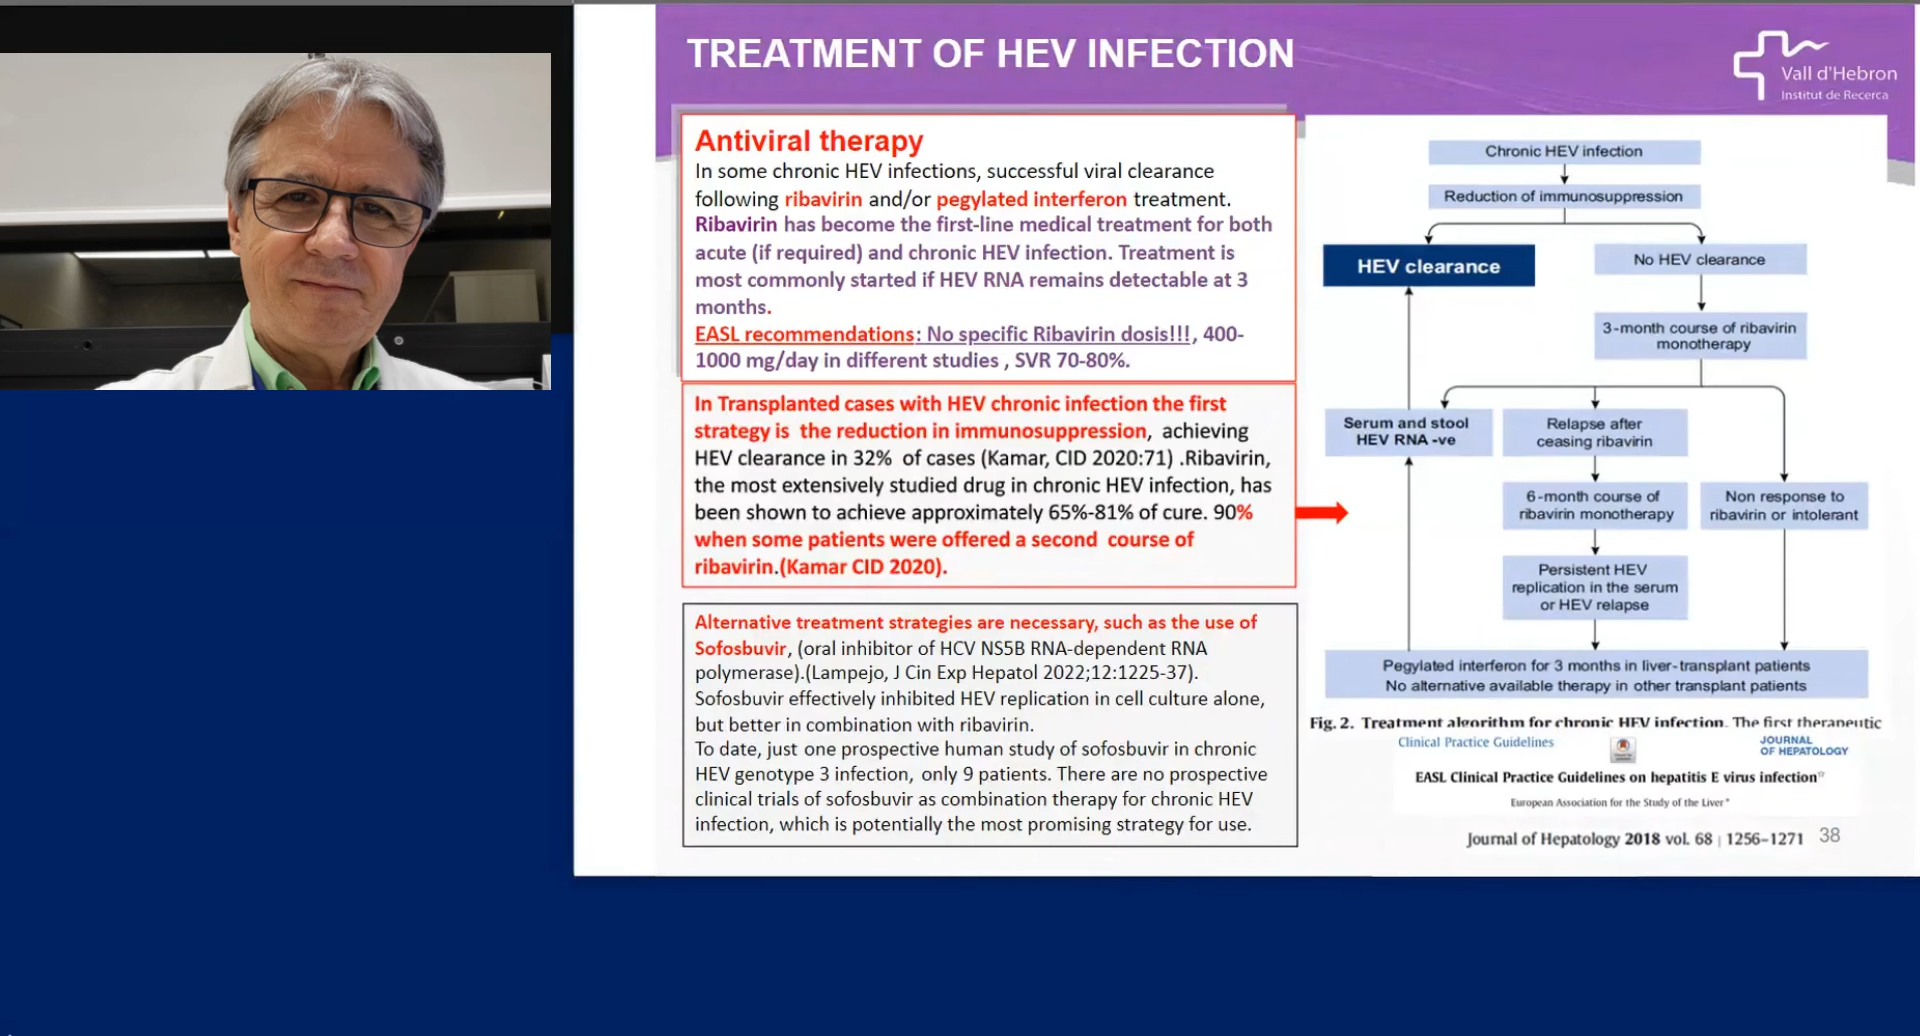 TREATMENT OF HEV INFECTION
Vall d'Hebron
Institut de Recerca
Antiviral therapy
In some chronic HEV infections, successful viral clearance
following ribavirin and/or pegylated interferon treatment.
Ribavirin has become the first-line medical treatment for both
acute (if required) and chronic HEV infection. Treatment is
most commonly started if HEV RNA remains detectable at 3
months.
EASL recommendations: No specific Ribavirin dosis!!!, 400-
1000 mg/day in different studies , SVR 70-80%.
In Transplanted cases with HEV chronic infection the first
strategy is the reduction in immunosuppression, achieving
HEV clearance in 32% of cases (Kamar, CID 2020:71) .Ribavirin,
the most extensively studied drug in chronic HEV infection, has
been shown to achieve approximately 65%-81% of cure. 90%
when some patients were offered a second course of
ribavirin.(Kamar CID 2020).
Alternative treatment strategies are necessary, such as the use of
Sofosbuvir, (oral inhibitor of HCV NS5B RNA-dependent RNA
polymerase).(Lampejo, J Cin Exp Hepatol 2022;12:1225-37).
Sofosbuvir effectively inhibited HEV replication in cell culture alone,
but better in combination with ribavirin.
To date, just one prospective human study of sofosbuvir in chronic
HEV genotype 3 infection, only 9 patients. There are no prospective
clinical trials of sofosbuvir as combination therapy for chronic HEV
infection, which is potentially the most promising strategy for use.
Chronic HEV infection
Reduction of immunosuppression
HEV clearance
No HEV clearance
3-month course of ribavirin
monotherapy
Serum and stool
HEV RNA -ve
Relapse after
ceasing ribavirin
6-month course of
ribavirin monotherapy
Non response to
ribavirin or intolerant
Persistent HEV
replication in the serum
or HEV relapse
Pegylated interferon for 3 months in liver-transplant patients
No alternative available therapy in other transplant patients
Fig. 2. Treatment algorithm for chronic HEV infection. The first therapeutic
Clinical Practice Guidelines
JOURNAL
OF HEPATOLOGY
EASL Clinical Practice Guidelines on hepatitis E virus infection☆
European Association for the Study of the Liver*
Journal of Hepatology 2018 vol. 68 | 1256–1271
38